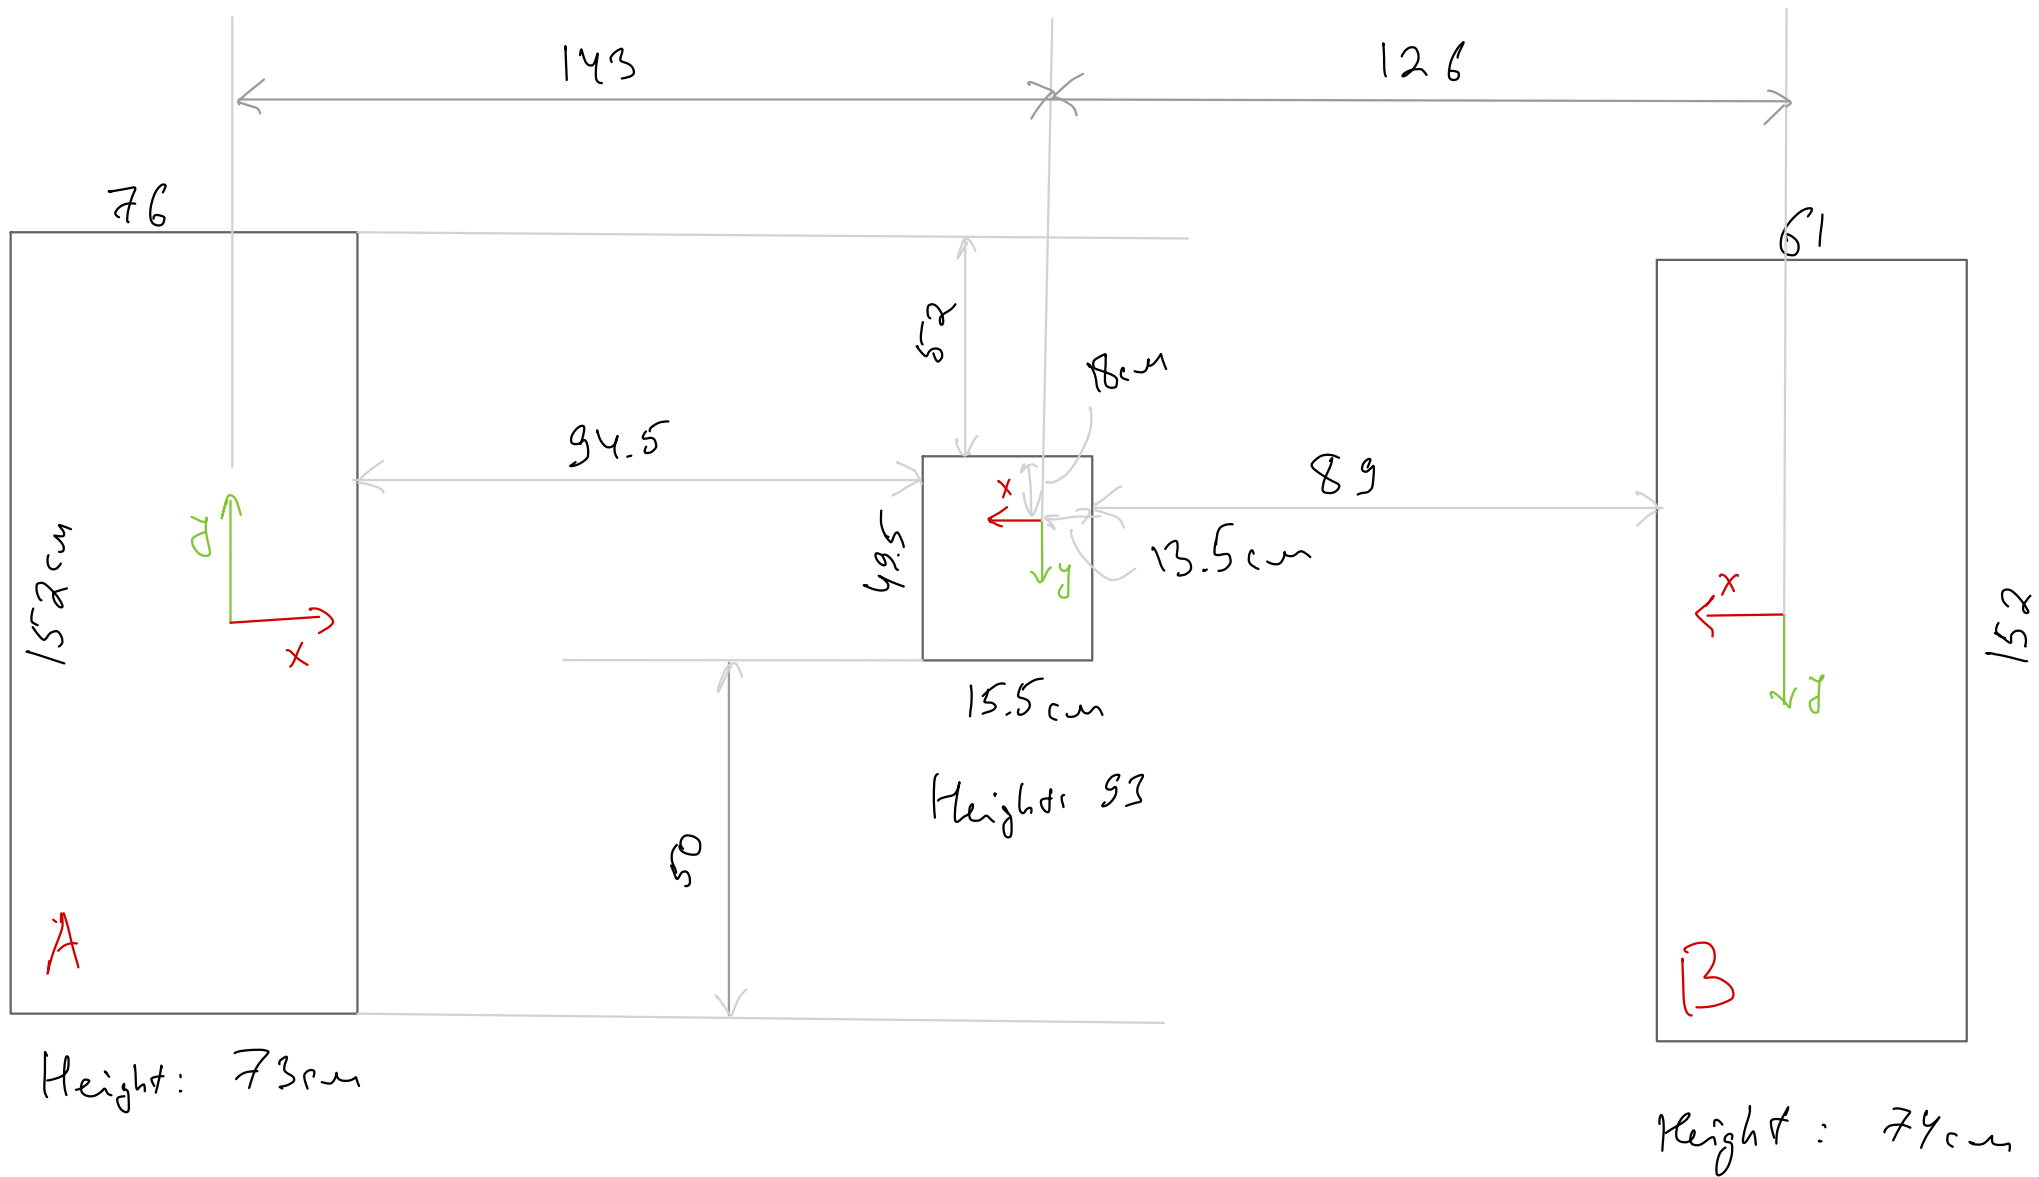 143
126
76
61
52
18cm
94.5
89
x
y
49.5
13.5cm
y
x
152cm
x
152
y
15.5cm
Height: 93
50
A
B
Height: 73cm
Height: 74cm